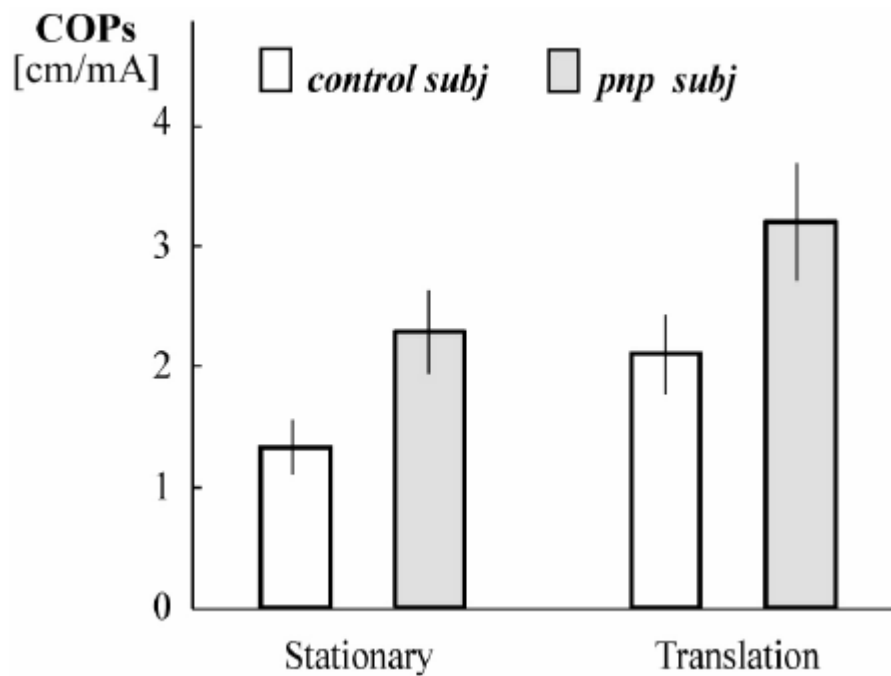 COPs
[cm/mA]
control subj
pnp subj
4
3
2
1
0
Stationary
Translation